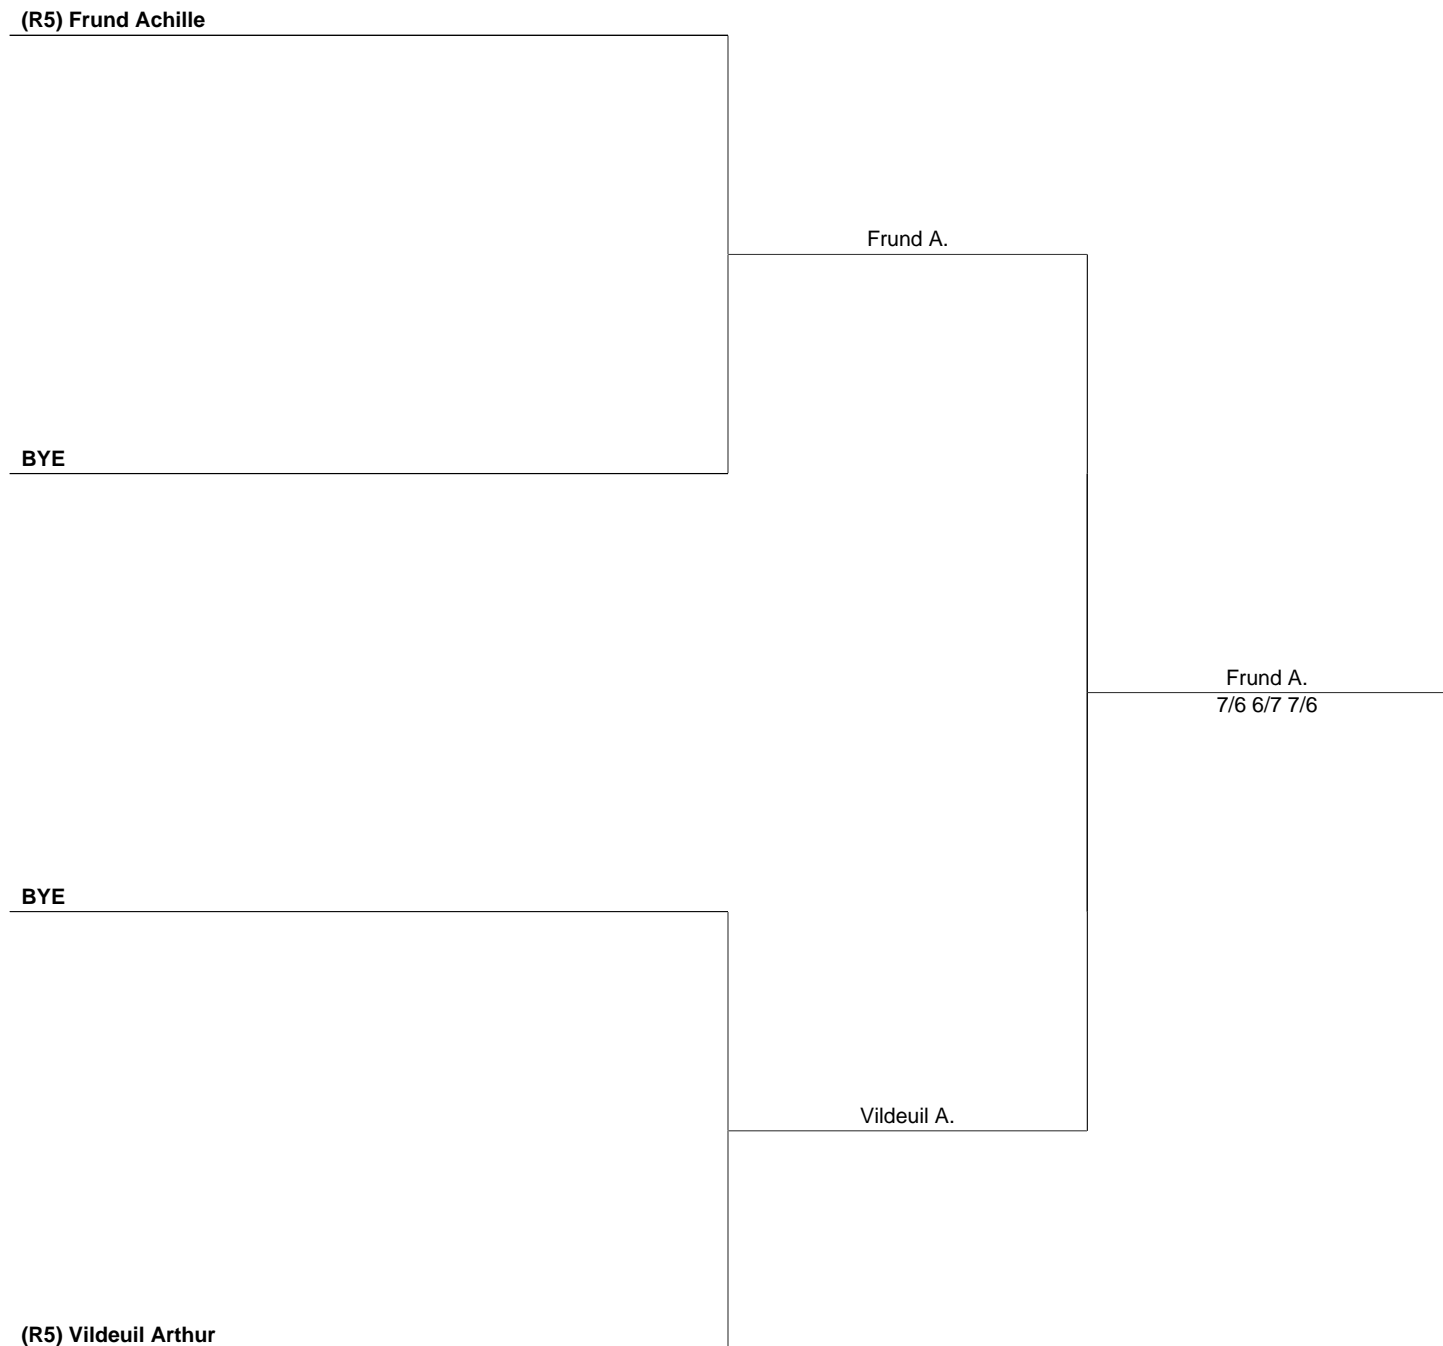 (R5) Frund Achille
Frund A.
BYE
Frund A.
7/6 6/7 7/6
BYE
Vildeuil A.
(R5) Vildeuil Arthur